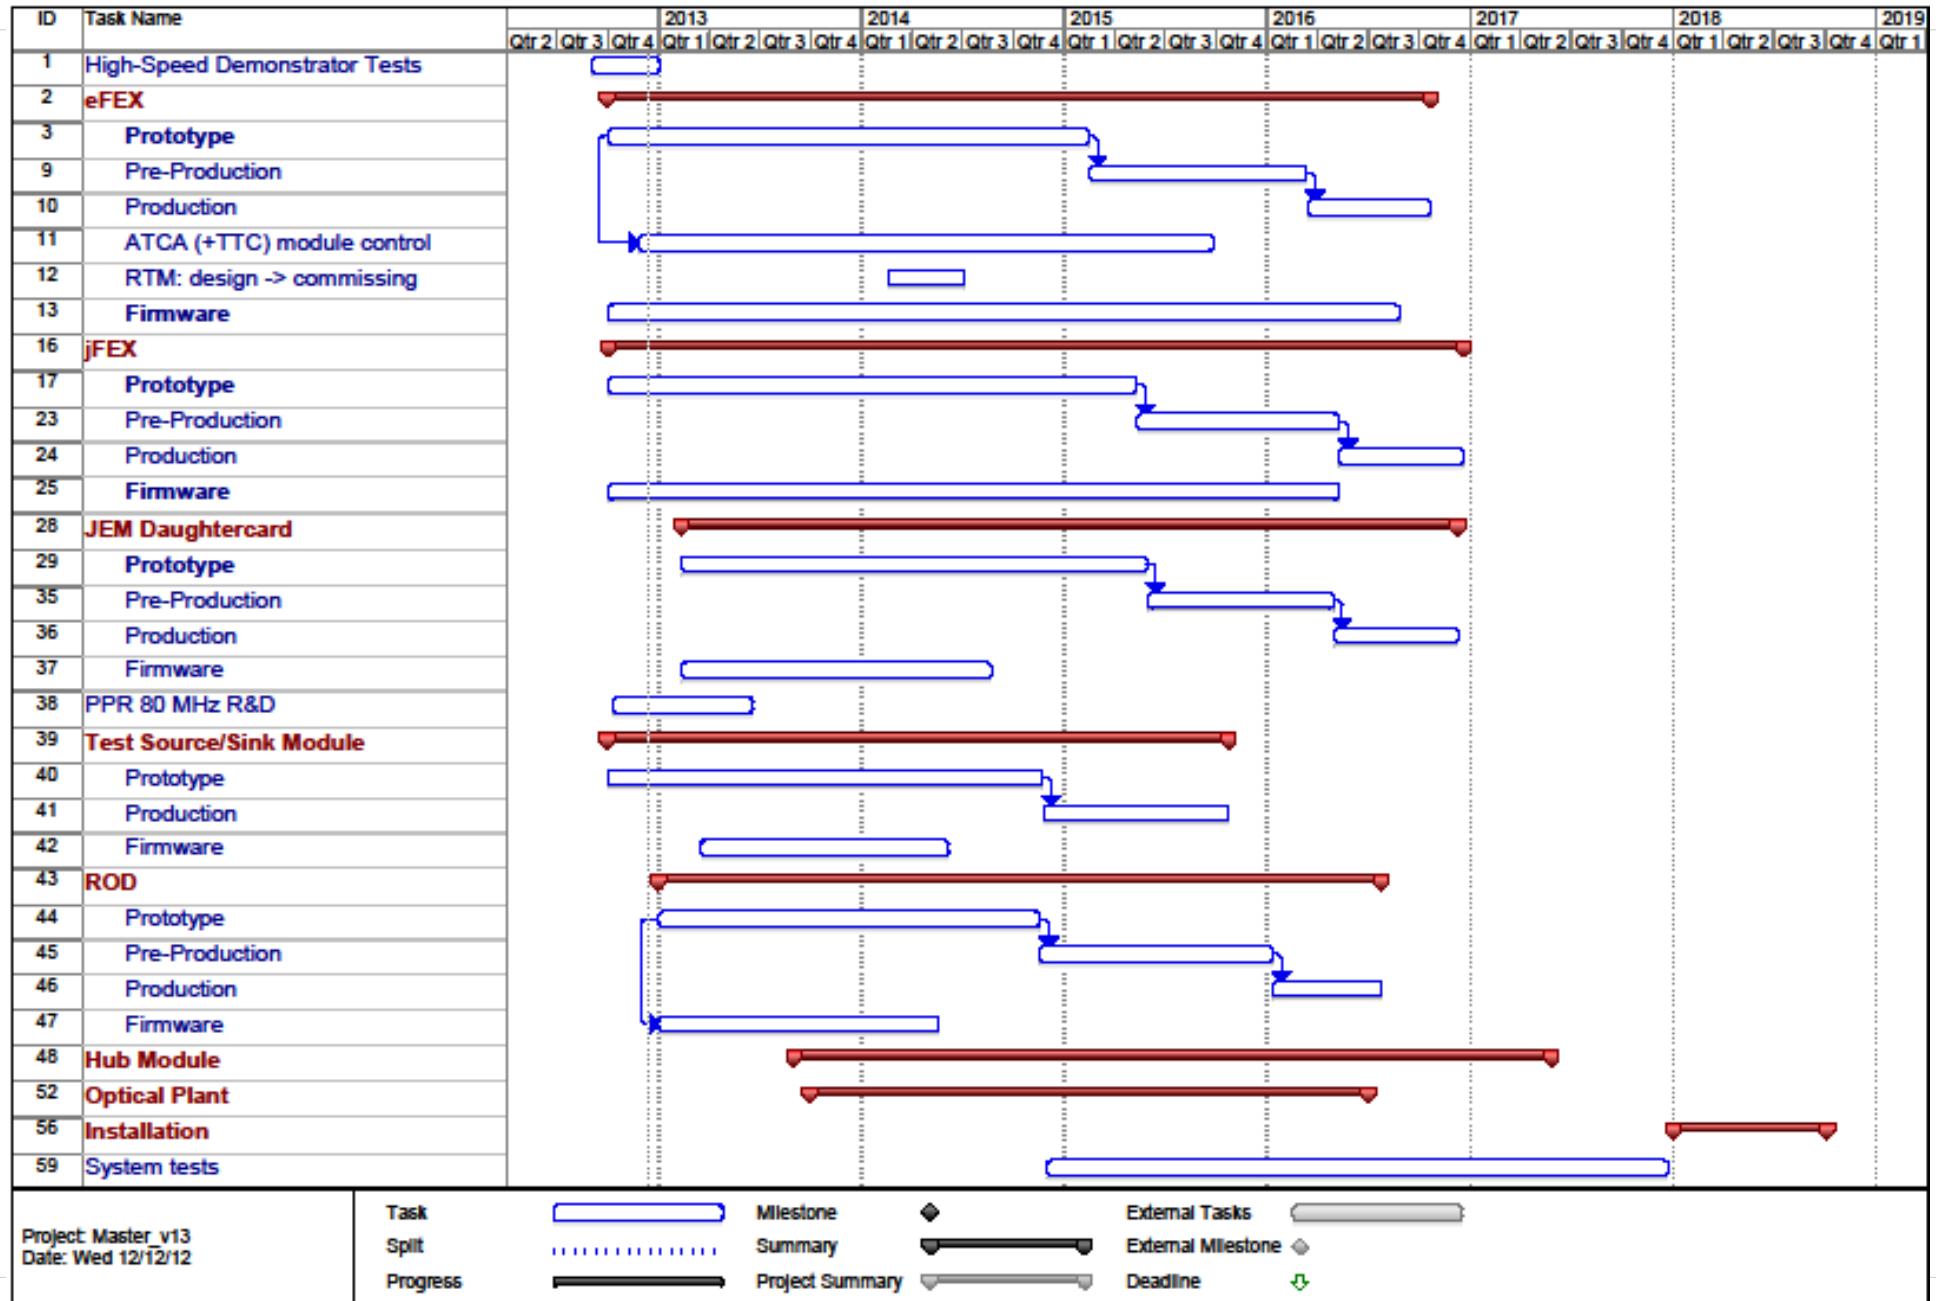 ID Task Name 2013 2014 2015 2016 2017 2018 2019
Qtr 2 Qtr 3 Qtr 4 Qtr 1 Qtr 2 Qtr 3 Qtr 4 Qtr 1 Qtr 2 Qtr 3 Qtr 4 Qtr 1 Qtr 2 Qtr 3 Qtr 4 Qtr 1 Qtr 2 Qtr 3 Qtr 4 Qtr 1 Qtr 2 Qtr 3 Qtr 4 Qtr 1 Qtr 2 Qtr 3 Qtr 4 Qtr 1
1 High-Speed Demonstrator Tests
2 eFEX
3 Prototype
9 Pre-Production
10 Production
11 ATCA (+TTC) module control
12 RTM: design -> commissing
13 Firmware
16 jFEX
17 Prototype
23 Pre-Production
24 Production
25 Firmware
28 JEM Daughtercard
29 Prototype
35 Pre-Production
36 Production
37 Firmware
38 PPR 80 MHz R&D
39 Test Source/Sink Module
40 Prototype
41 Production
42 Firmware
43 ROD
44 Prototype
45 Pre-Production
46 Production
47 Firmware
48 Hub Module
52 Optical Plant
56 Installation
59 System tests
Project: Master_v13
Date: Wed 12/12/12
Task Milestone External Tasks
Split Summary External Milestone
Progress Project Summary Deadline